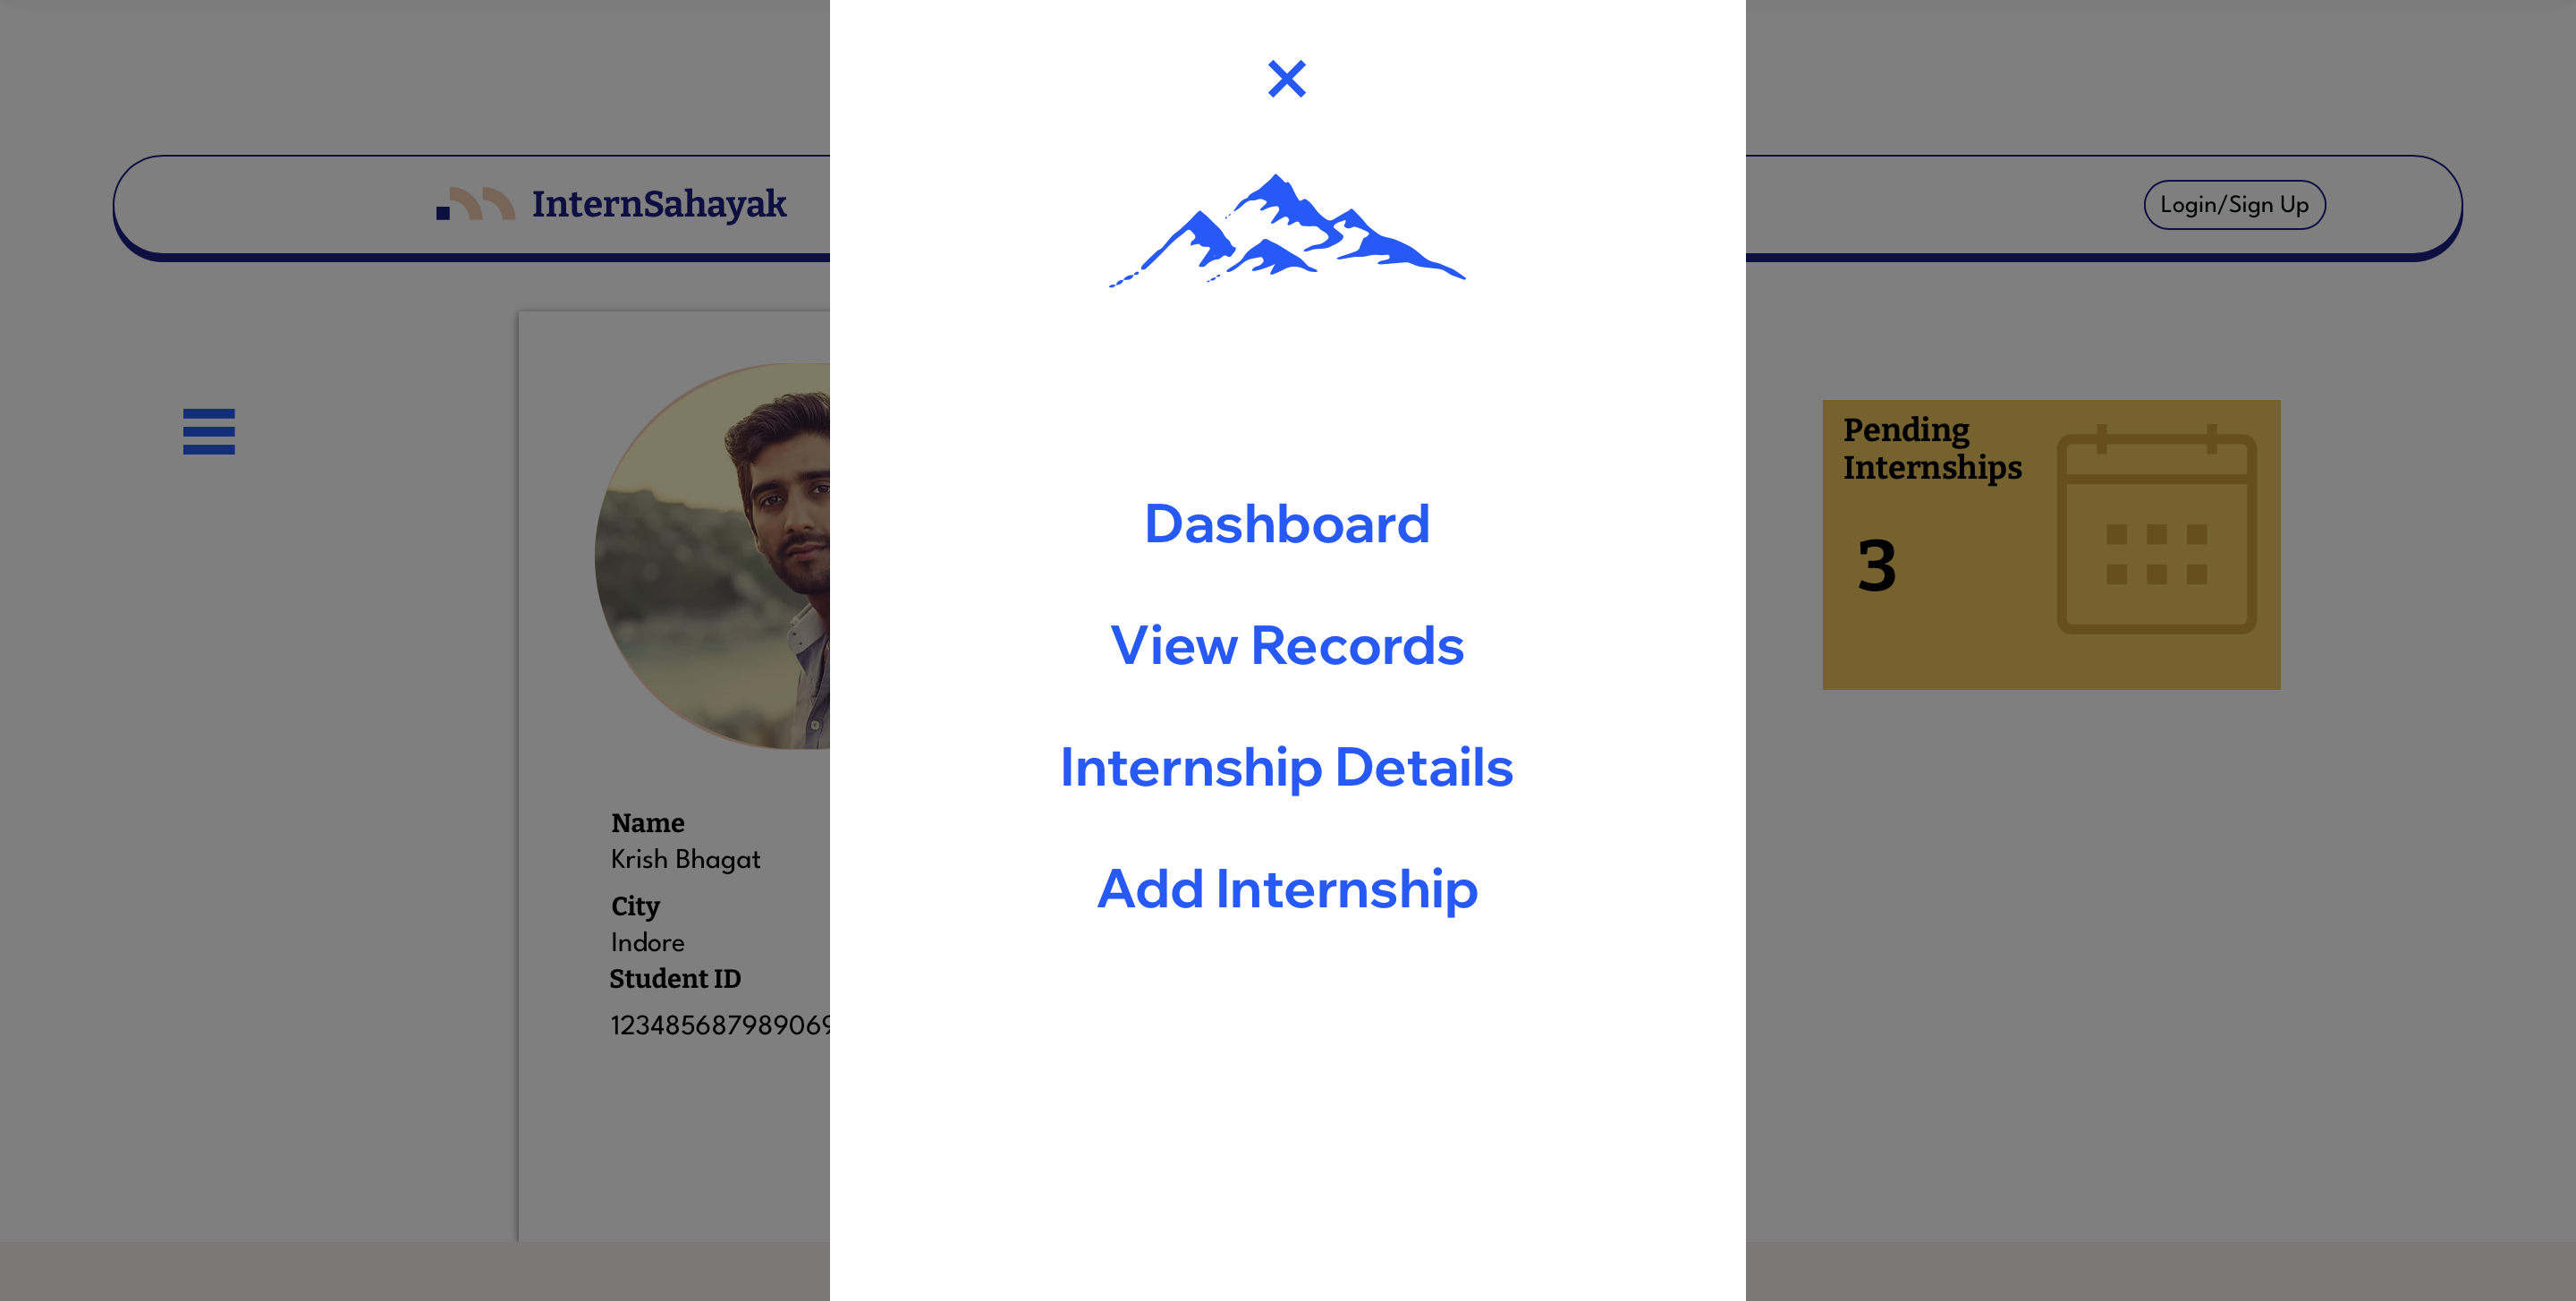 InternSahayak
Login/Sign Up
Pending
Internships
3
Dashboard
View Records
Internship Details
Add Internship
Name
Krish Bhagat
City
Indore
Student ID